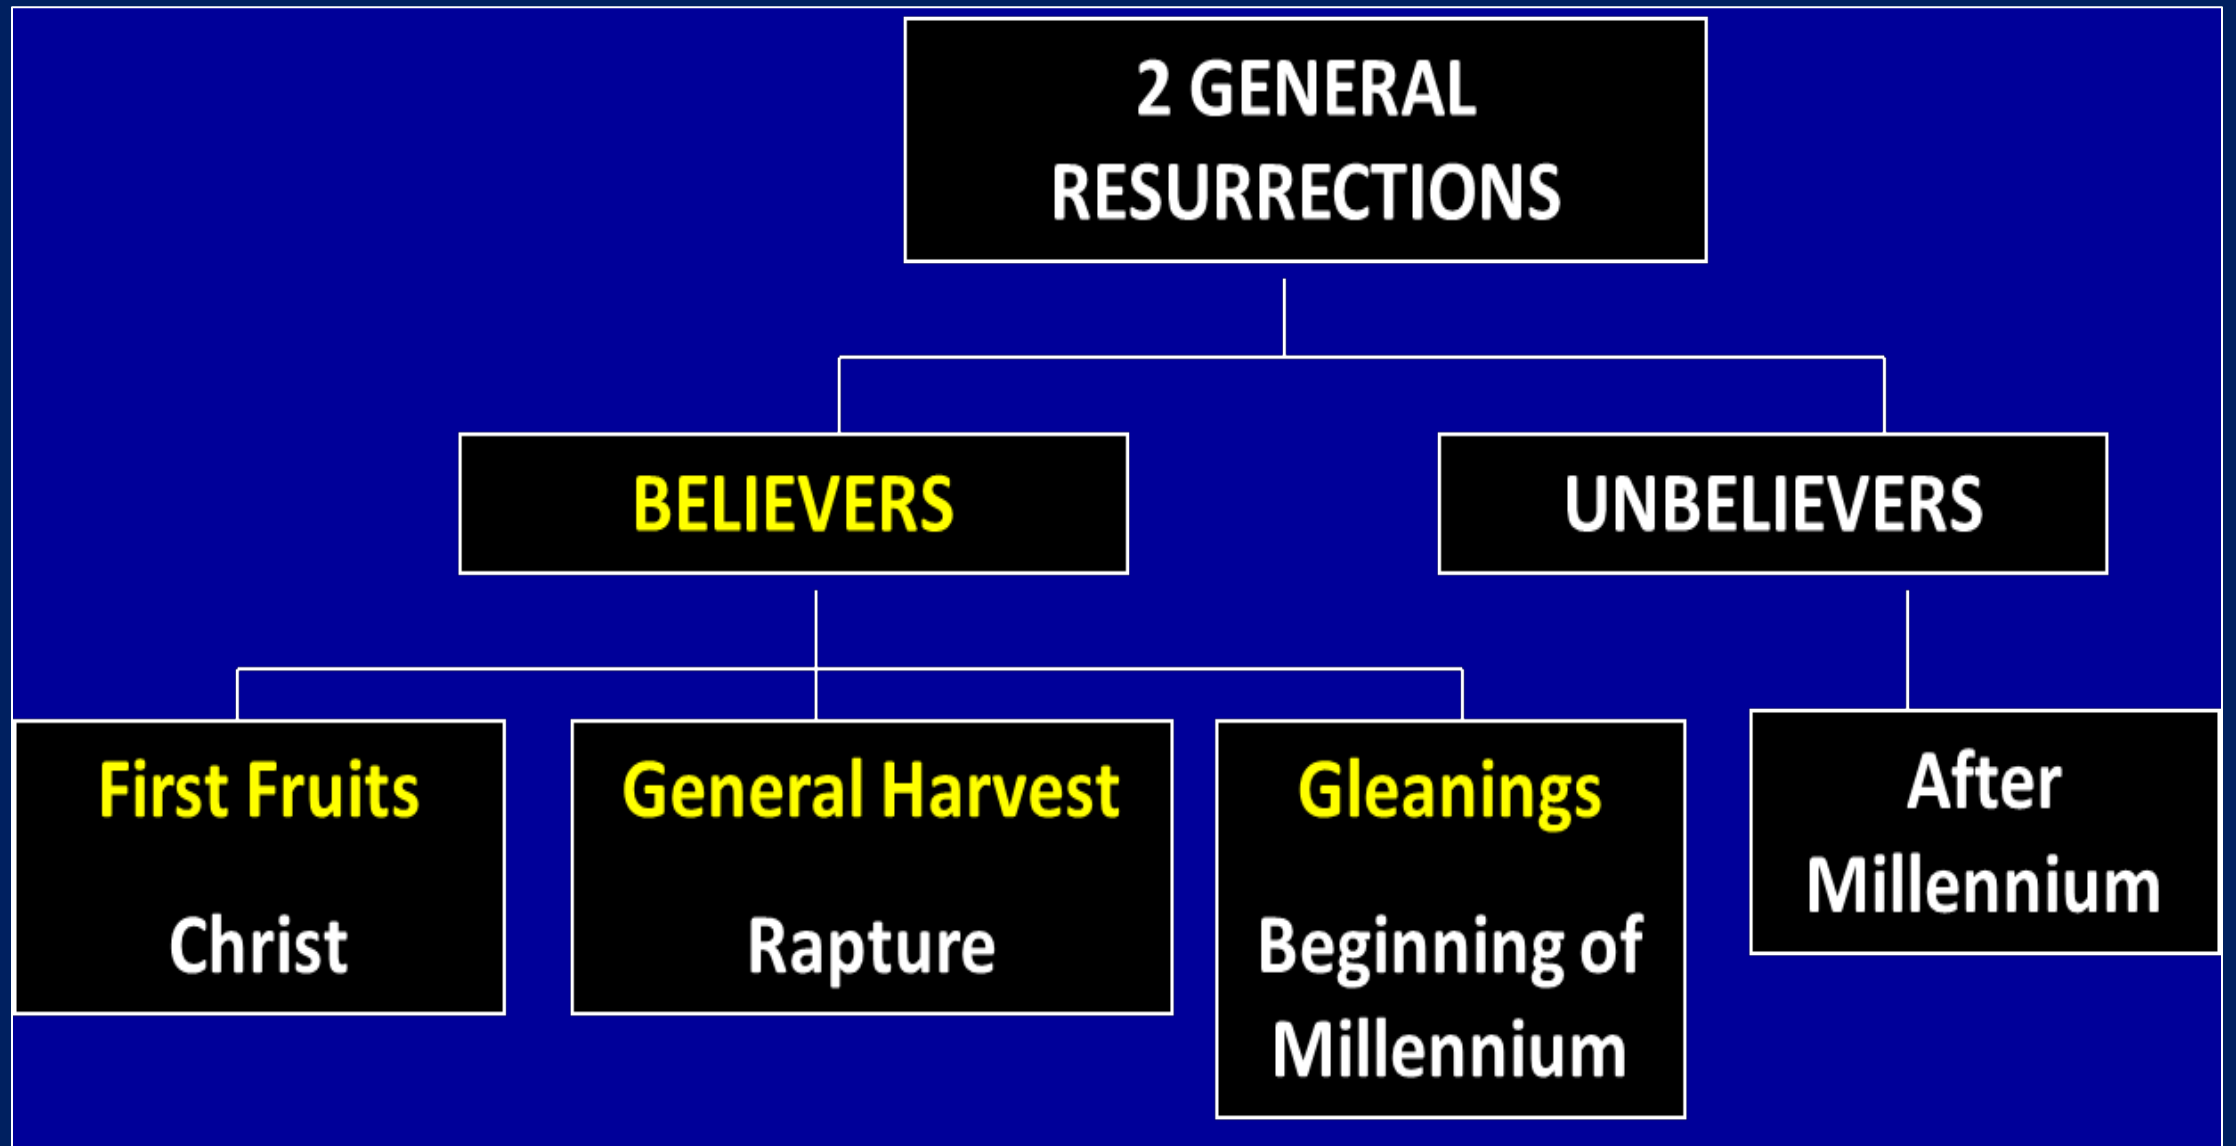 2 GENERAL
RESURRECTIONS
BELIEVERS
UNBELIEVERS
First Fruits
Christ
General Harvest
Rapture
Gleanings
Beginning of
Millennium
After
Millennium